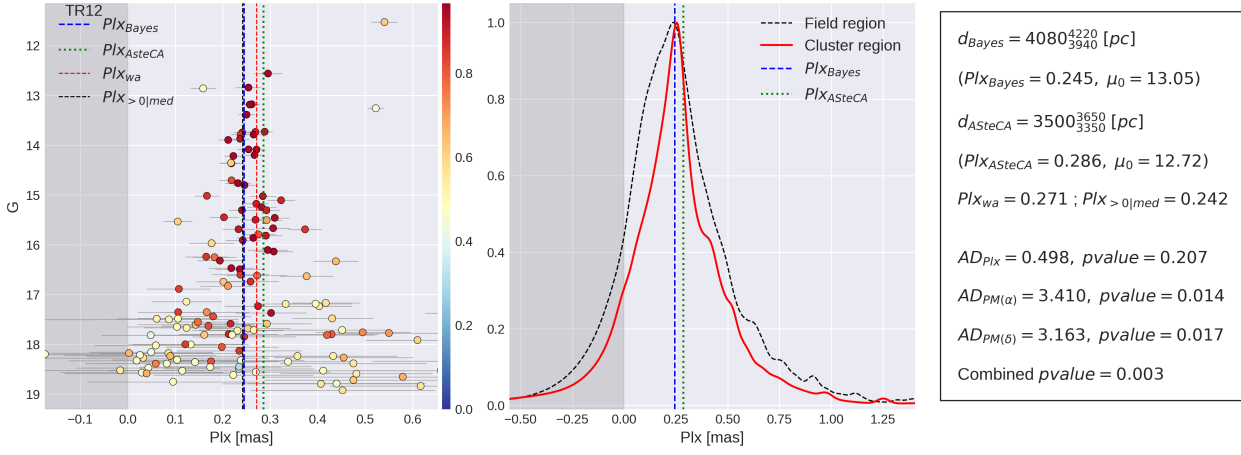 TR12
Plx_Bayes
Plx_AsteCA
Plx_wa
Plx_>0|med
12
13
14
15
16
17
18
19
G
−0.1
0.0
0.1
0.2
0.3
0.4
0.5
0.6
Plx [mas]
0.8
0.6
0.4
0.2
0.0
Field region
Cluster region
Plx_Bayes
Plx_ASteCA
1.0
0.8
0.6
0.4
0.2
0.0
−0.50
−0.25
0.00
0.25
0.50
0.75
1.00
1.25
Plx [mas]
d_Bayes = 4080^4220_3940 [pc]
(Plx_Bayes = 0.245, μ_0 = 13.05)
d_ASteCA = 3500^3650_3350 [pc]
(Plx_ASteCA = 0.286, μ_0 = 12.72)
Plx_wa = 0.271 ; Plx_>0|med = 0.242
AD_Plx = 0.498, pvalue = 0.207
AD_PM(α) = 3.410, pvalue = 0.014
AD_PM(δ) = 3.163, pvalue = 0.017
Combined pvalue = 0.003